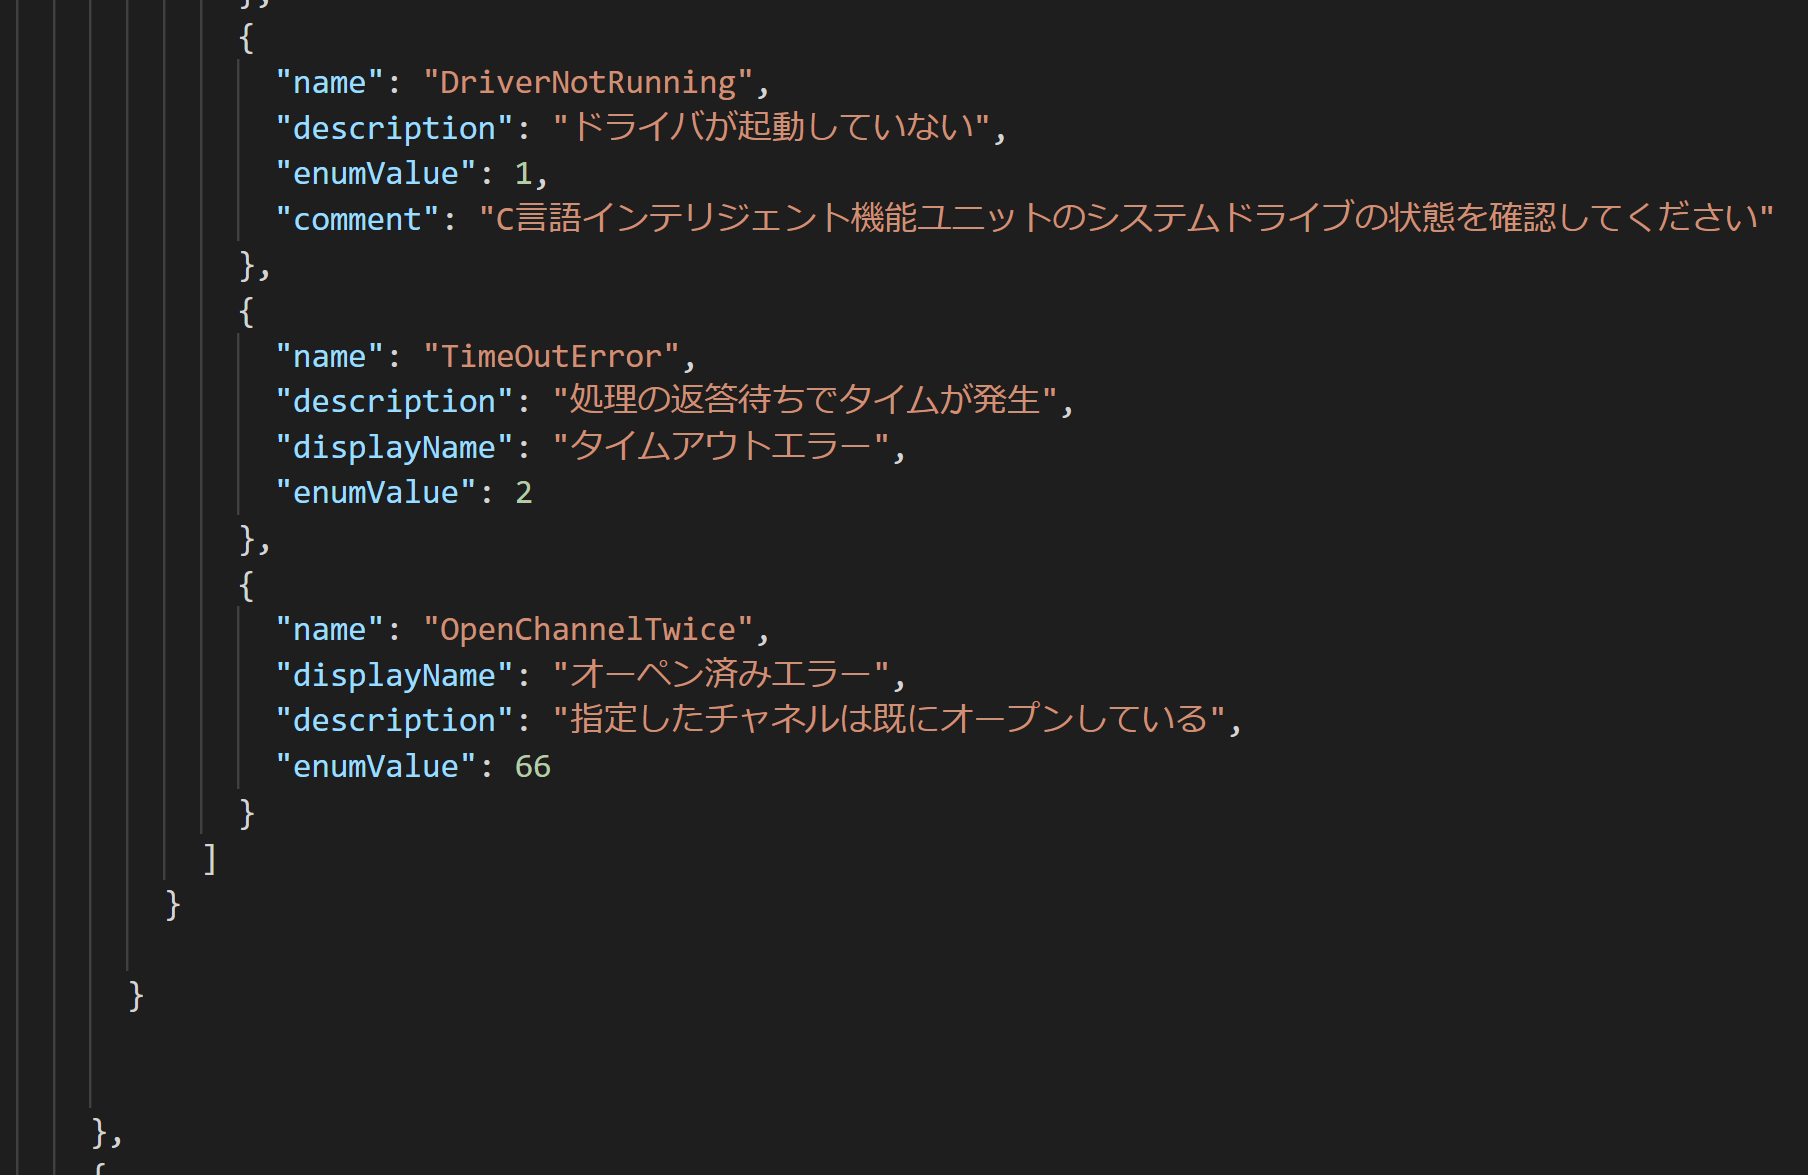 },
{
"name": "DriverNotRunning",
"description": "ドライバが起動していない",
"enumValue": 1,
"comment": "C言語インテリジェント機能ユニットのシステムドライブの状態を確認してください"
},
{
"name": "TimeOutError",
"description": "処理の返答待ちでタイムが発生",
"displayName": "タイムアウトエラー",
"enumValue": 2
},
{
"name": "OpenChannelTwice",
"displayName": "オーペン済みエラー",
"description": "指定したチャネルは既にオープンしている",
"enumValue": 66
}
]
}
}
},
{